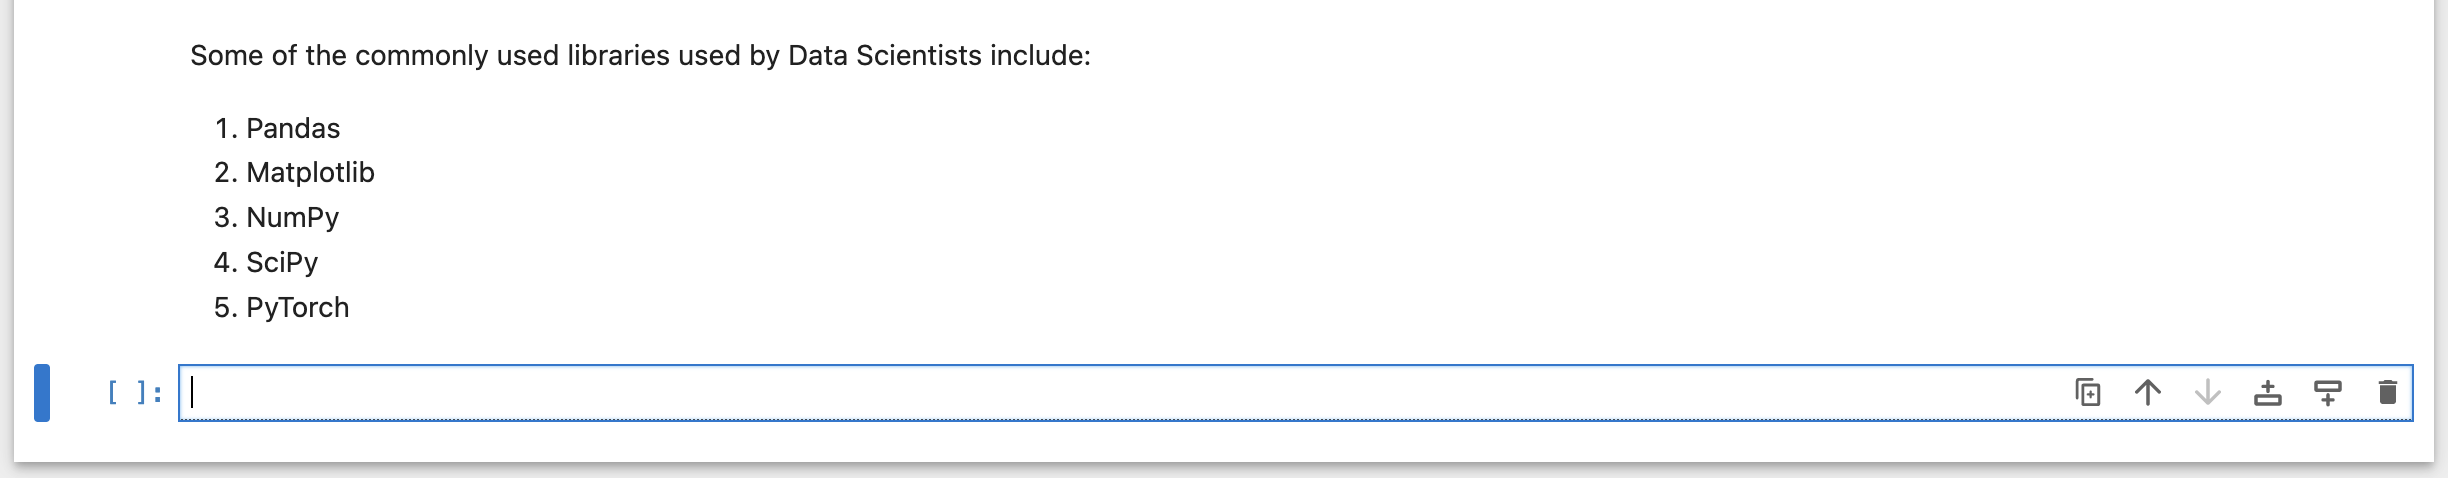 Some of the commonly used libraries used by Data Scientists include:
1. Pandas
2. Matplotlib
3. NumPy
4. SciPy
5. PyTorch
[ ]: